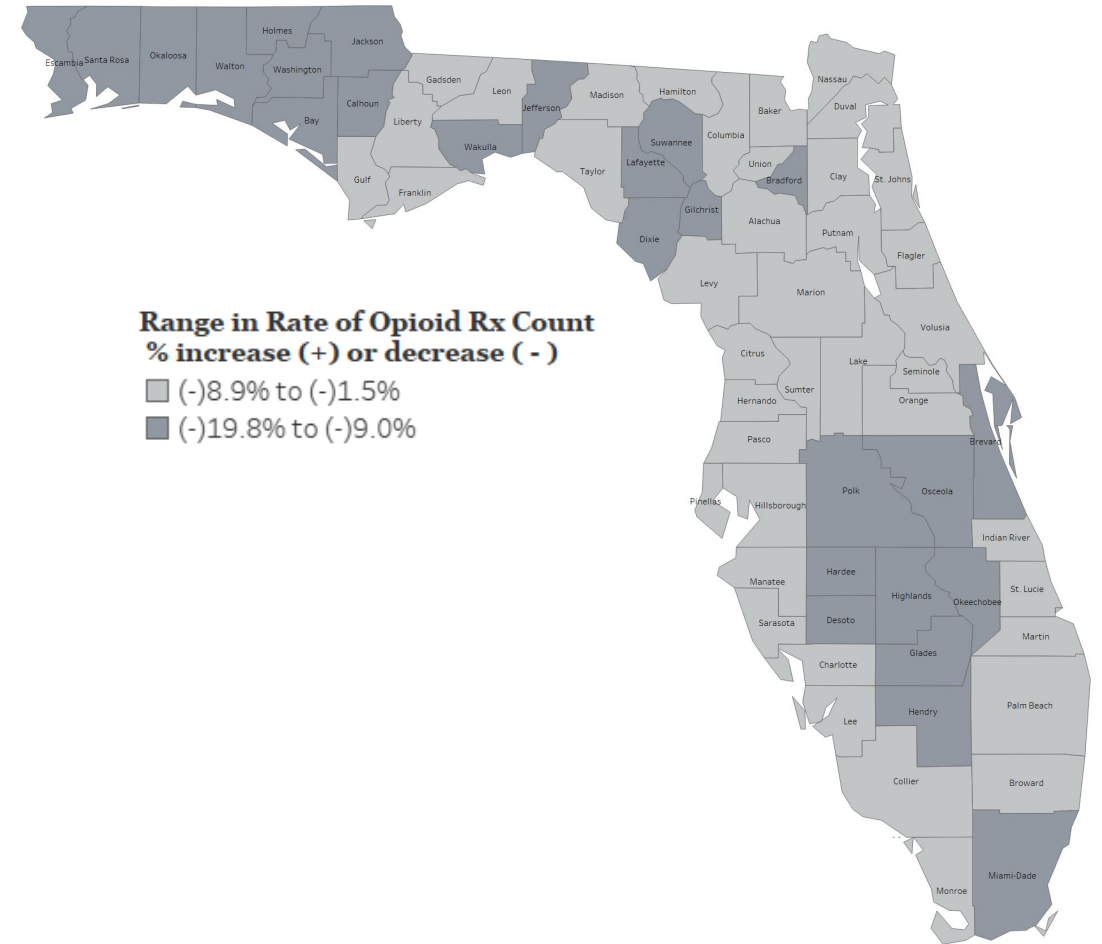 Holmes
Jackson
Escambia
Santa Rosa
Okaloosa
Walton
Washington
Calhoun
Bay
Gadsden
Leon
Jefferson
Madison
Hamilton
Liberty
Wakulla
Gulf
Franklin
Taylor
Lafayette
Suwannee
Columbia
Baker
Nassau
Duval
Union
Bradford
Clay
St. Johns
Gilchrist
Dixie
Alachua
Putnam
Flagler
Levy
Marion
Volusia
Range in Rate of Opioid Rx Count
% increase (+) or decrease ( - )
(-)8.9% to (-)1.5%
(-)19.8% to (-)9.0%
Citrus
Lake
Seminole
Sumter
Hernando
Orange
Pasco
Brevard
Polk
Osceola
Pinellas
Hillsborough
Indian River
Manatee
Hardee
Highlands
Okeechobee
St. Lucie
Sarasota
Desoto
Martin
Charlotte
Glades
Lee
Hendry
Palm Beach
Collier
Broward
Miami-Dade
Monroe